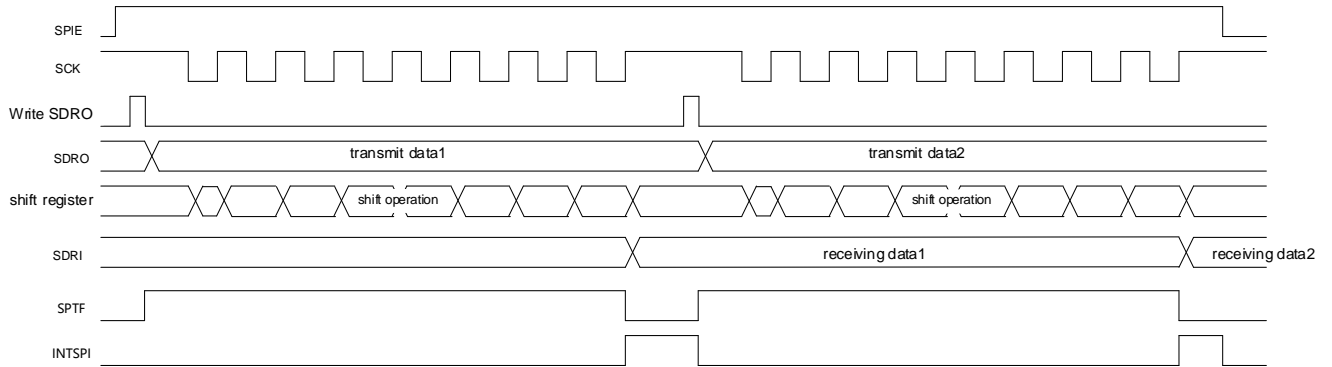 SPIE
SCK
Write SDRO
SDRO transmit data1 transmit data2
shift register shift operation shift operation
SDRI receiving data1 receiving data2
SPTF
INTSPI